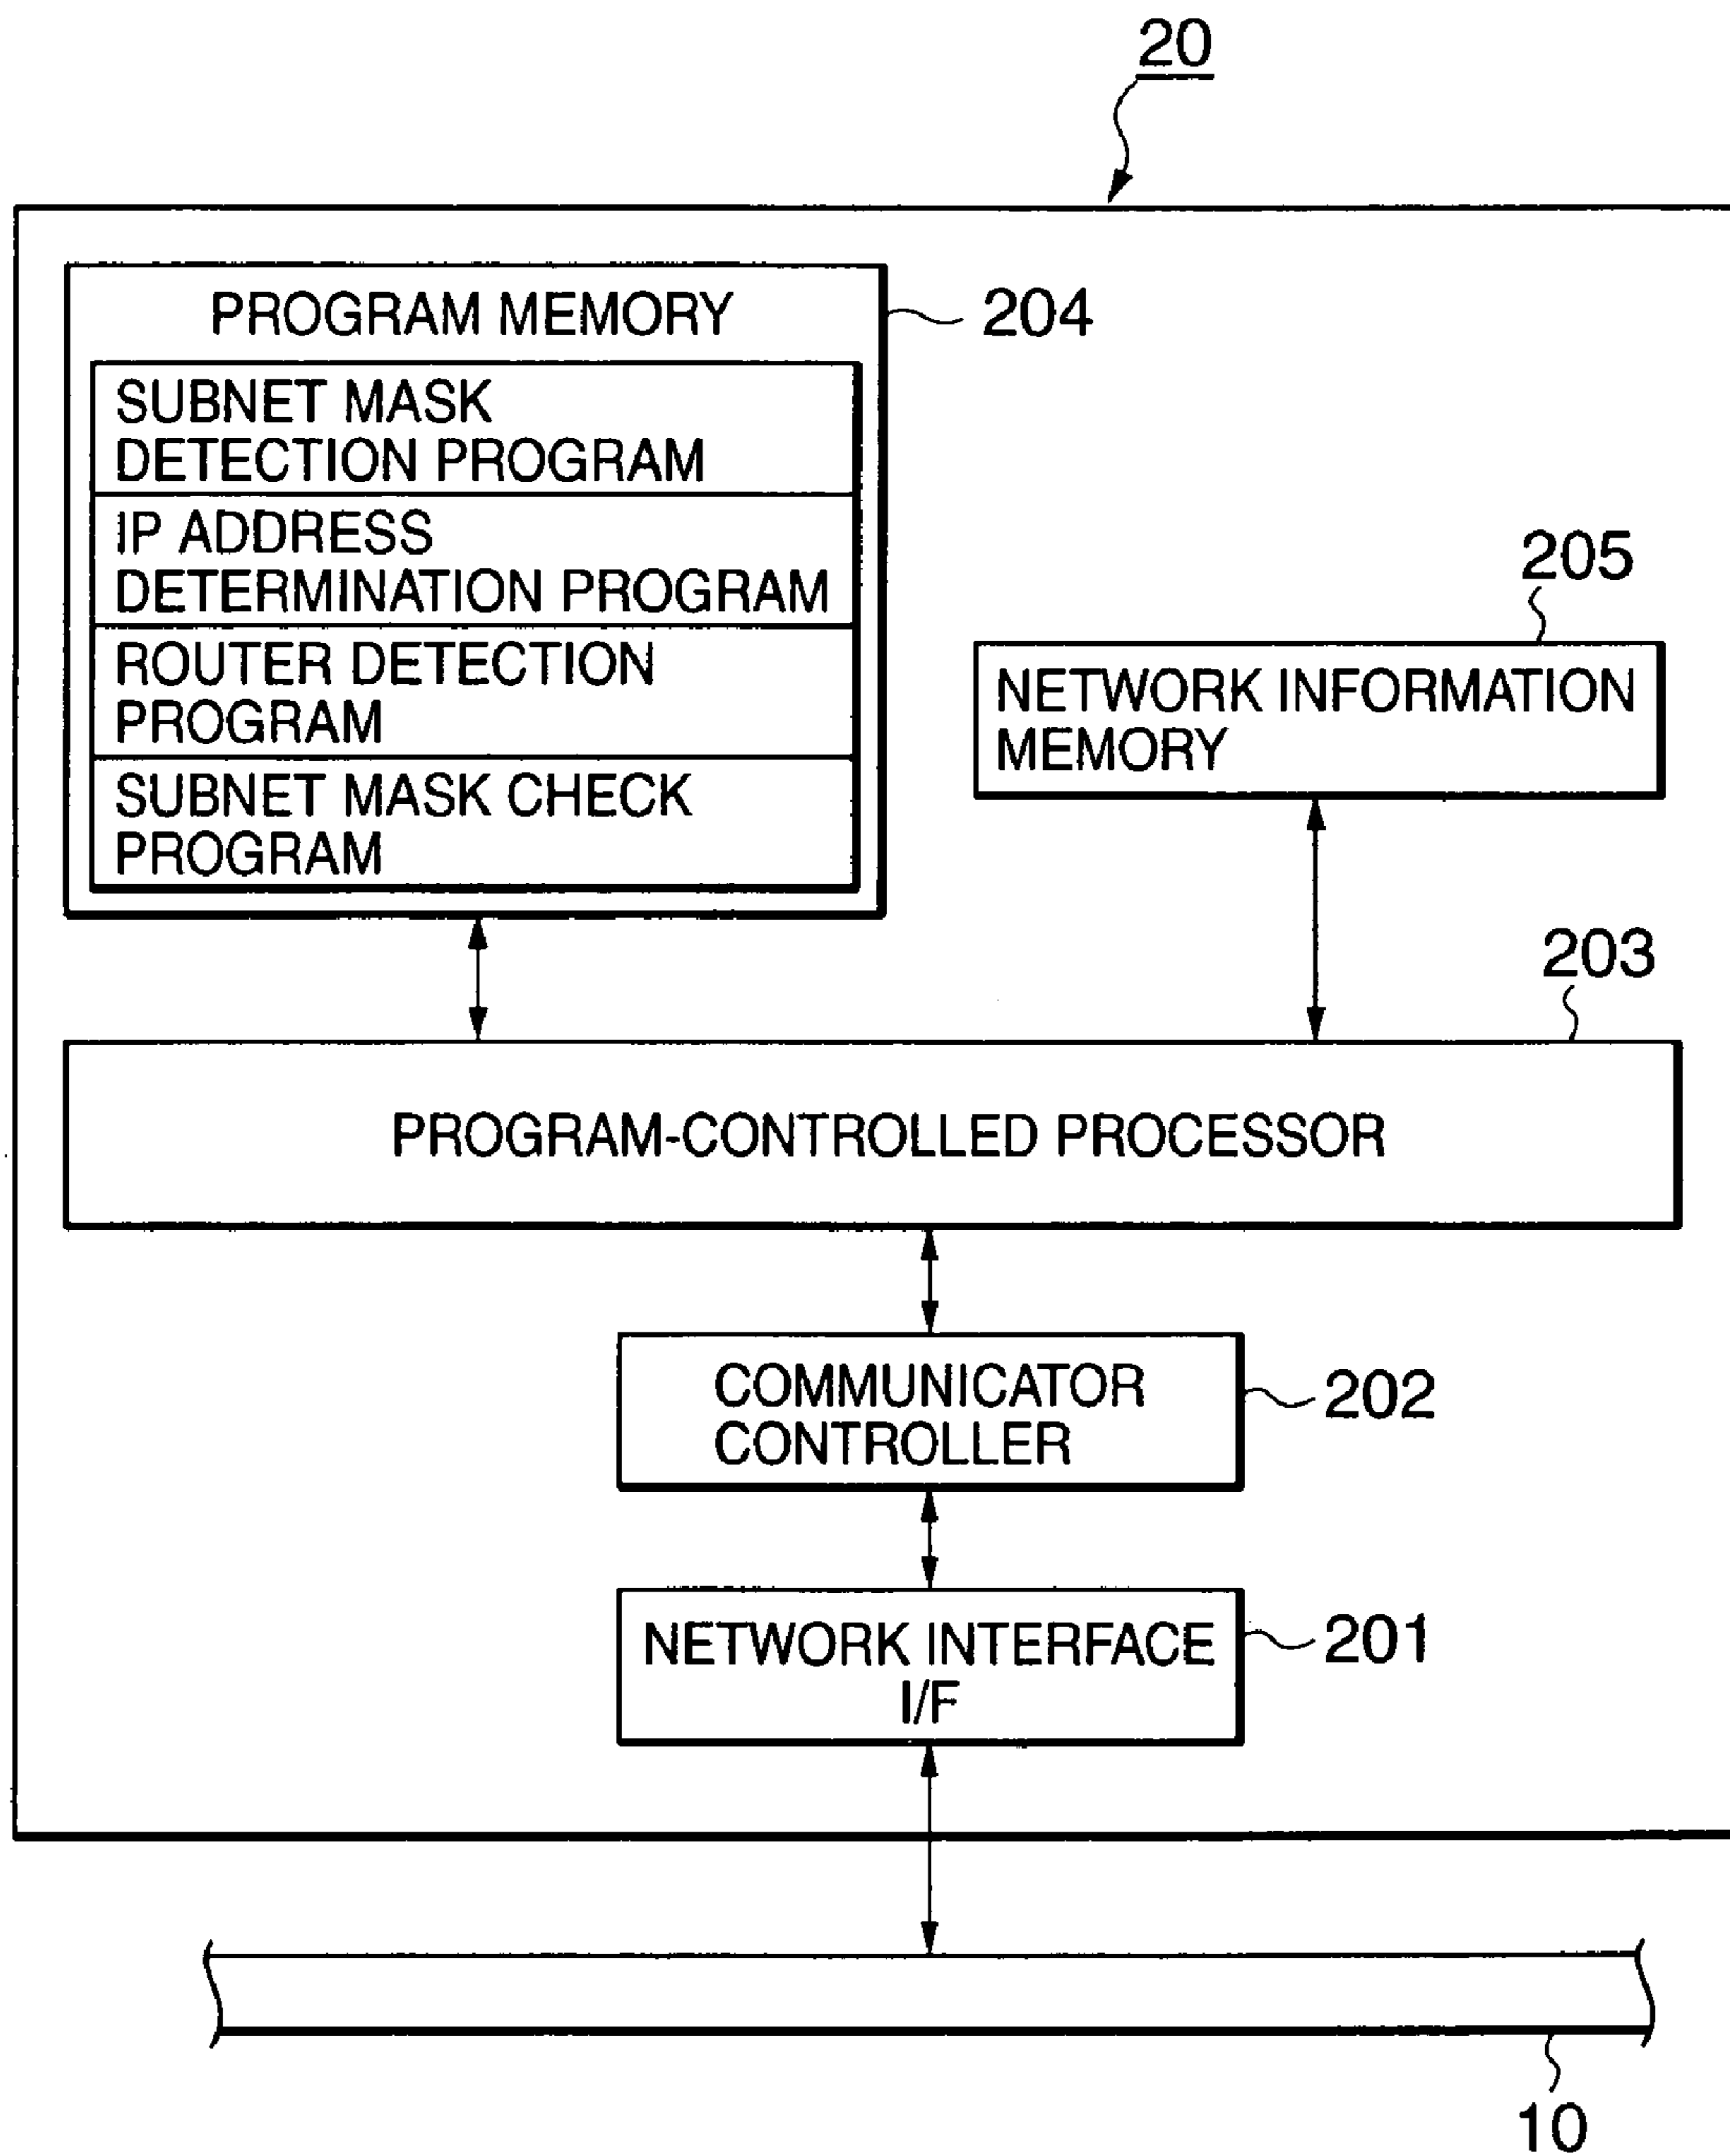 20
PROGRAM MEMORY
204
SUBNET MASK
DETECTION PROGRAM
IP ADDRESS
DETERMINATION PROGRAM
ROUTER DETECTION
PROGRAM
SUBNET MASK CHECK
PROGRAM
205
NETWORK INFORMATION
MEMORY
203
PROGRAM-CONTROLLED PROCESSOR
COMMUNICATOR
CONTROLLER
202
NETWORK INTERFACE
I/F
201
10